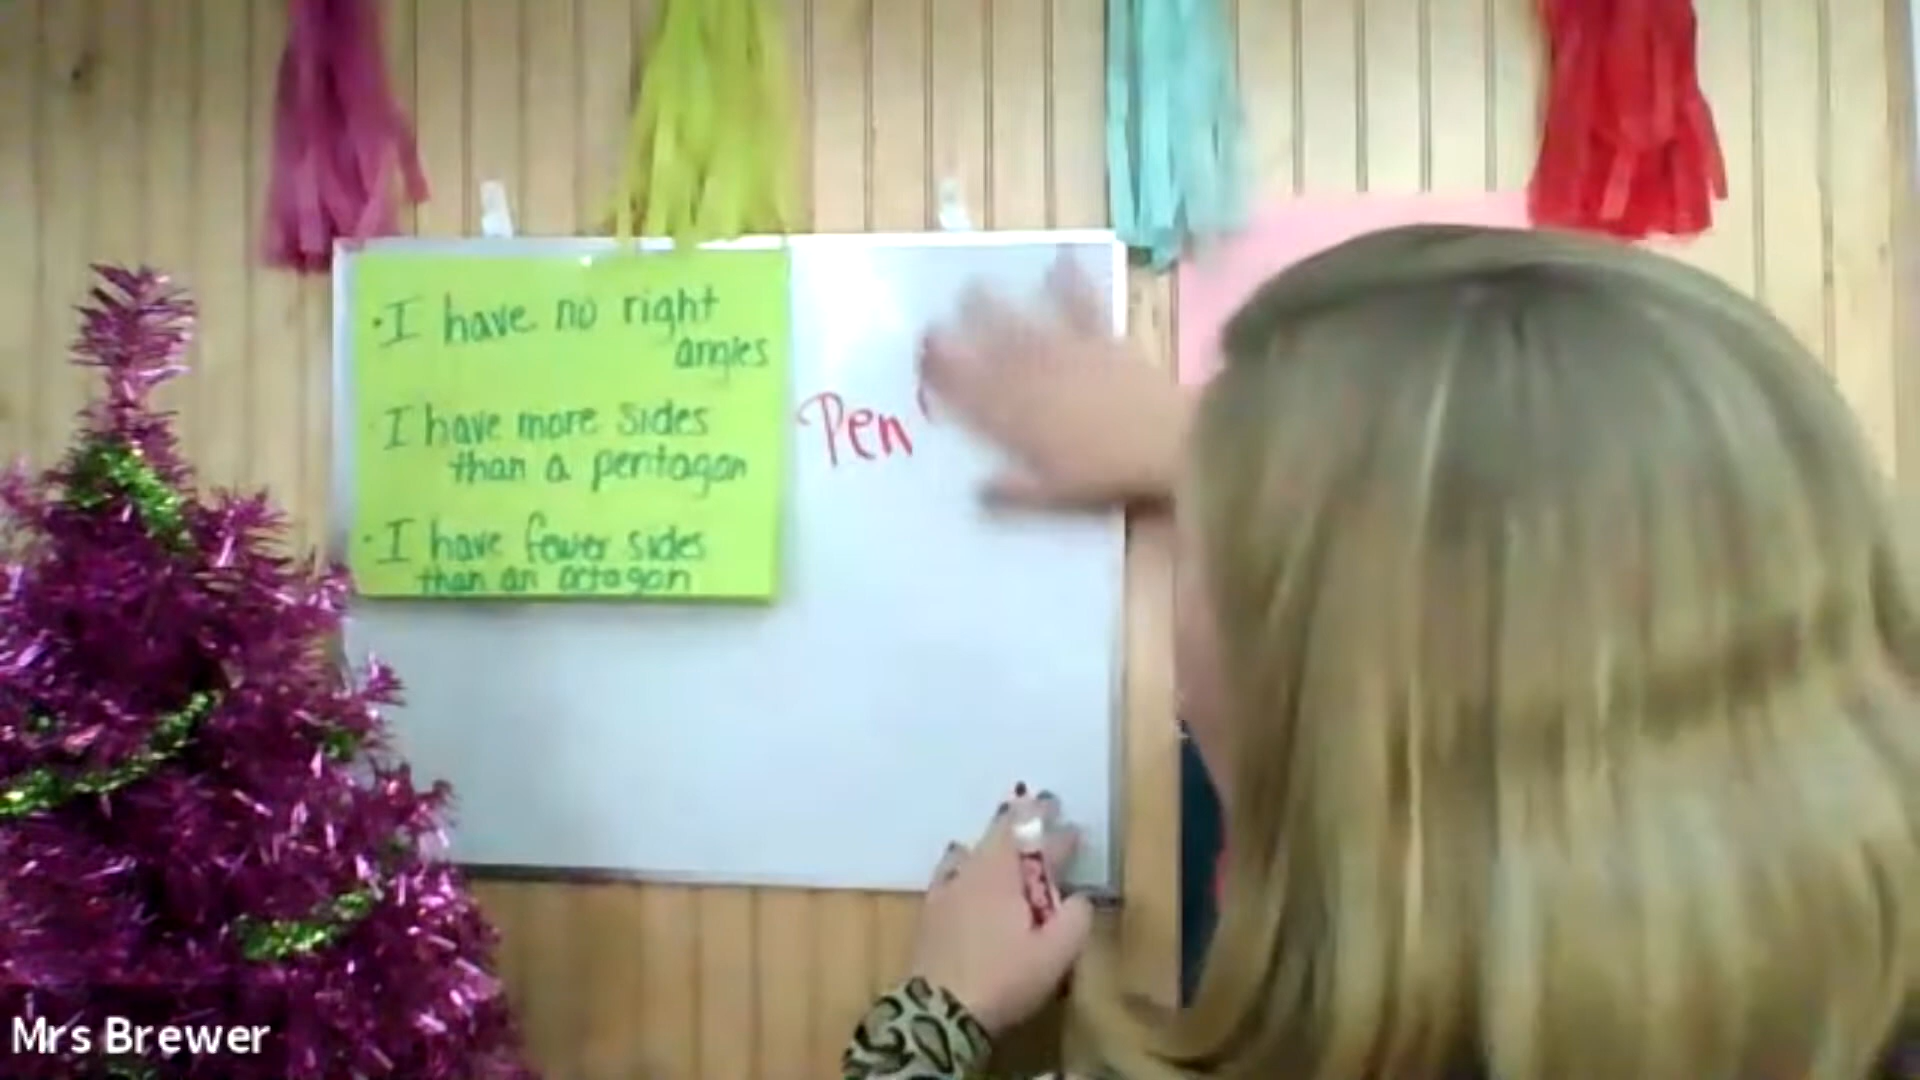 ·I have no right
angles
I have more sides
than a pentagon
·I have fewer sides
than an octagon
Pen
Mrs Brewer